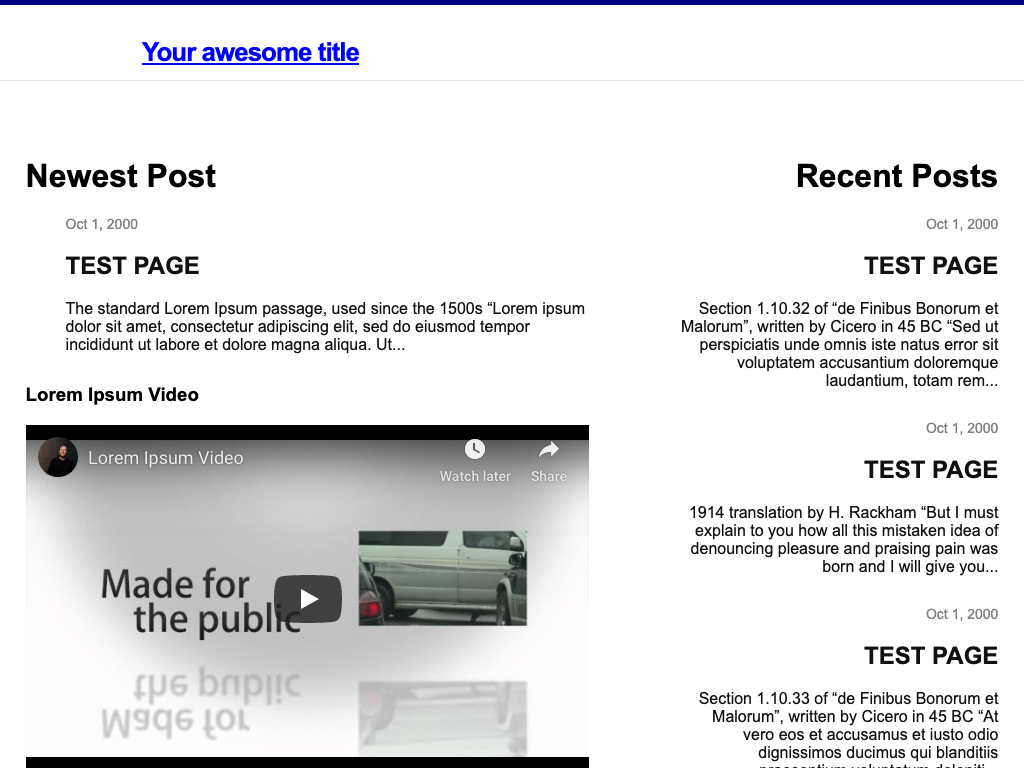 Your awesome title
Newest Post
Oct 1, 2000
TEST PAGE
The standard Lorem Ipsum passage, used since the 1500s “Lorem ipsum
dolor sit amet, consectetur adipiscing elit, sed do eiusmod tempor
incididunt ut labore et dolore magna aliqua. Ut...
Lorem Ipsum Video
Lorem Ipsum Video
Watch later
Share
Made for
the public
the public
Made for
Recent Posts
Oct 1, 2000
TEST PAGE
Section 1.10.32 of “de Finibus Bonorum et
Malorum”, written by Cicero in 45 BC “Sed ut
perspiciatis unde omnis iste natus error sit
voluptatem accusantium doloremque
laudantium, totam rem...
Oct 1, 2000
TEST PAGE
1914 translation by H. Rackham “But I must
explain to you how all this mistaken idea of
denouncing pleasure and praising pain was
born and I will give you...
Oct 1, 2000
TEST PAGE
Section 1.10.33 of “de Finibus Bonorum et
Malorum”, written by Cicero in 45 BC “At
vero eos et accusamus et iusto odio
dignissimos ducimus qui blanditiis